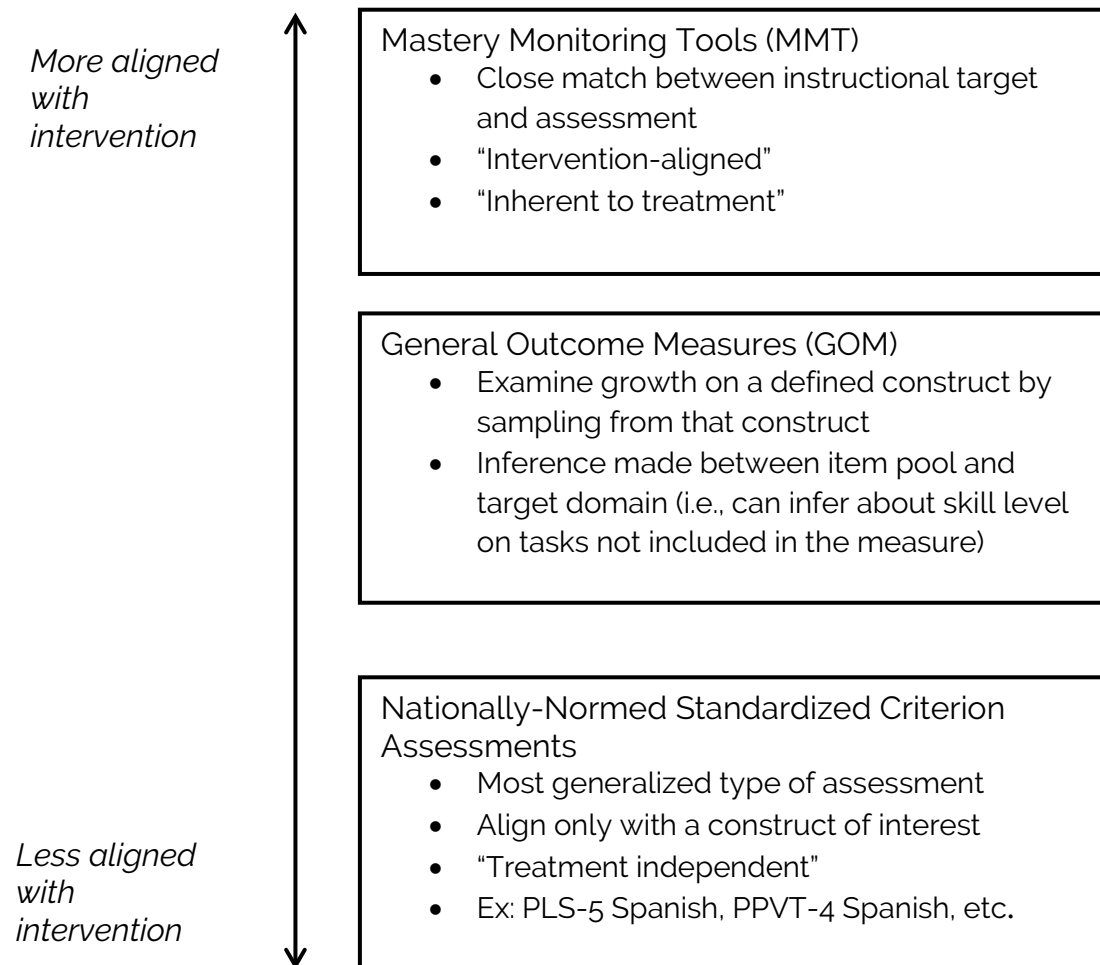 More aligned
with
intervention
Mastery Monitoring Tools (MMT)
• Close match between instructional target
and assessment
• “Intervention-aligned”
• “Inherent to treatment”
General Outcome Measures (GOM)
• Examine growth on a defined construct by
sampling from that construct
• Inference made between item pool and
target domain (i.e., can infer about skill level
on tasks not included in the measure)
Nationally-Normed Standardized Criterion
Assessments
• Most generalized type of assessment
• Align only with a construct of interest
• “Treatment independent”
• Ex: PLS-5 Spanish, PPVT-4 Spanish, etc.
Less aligned
with
intervention